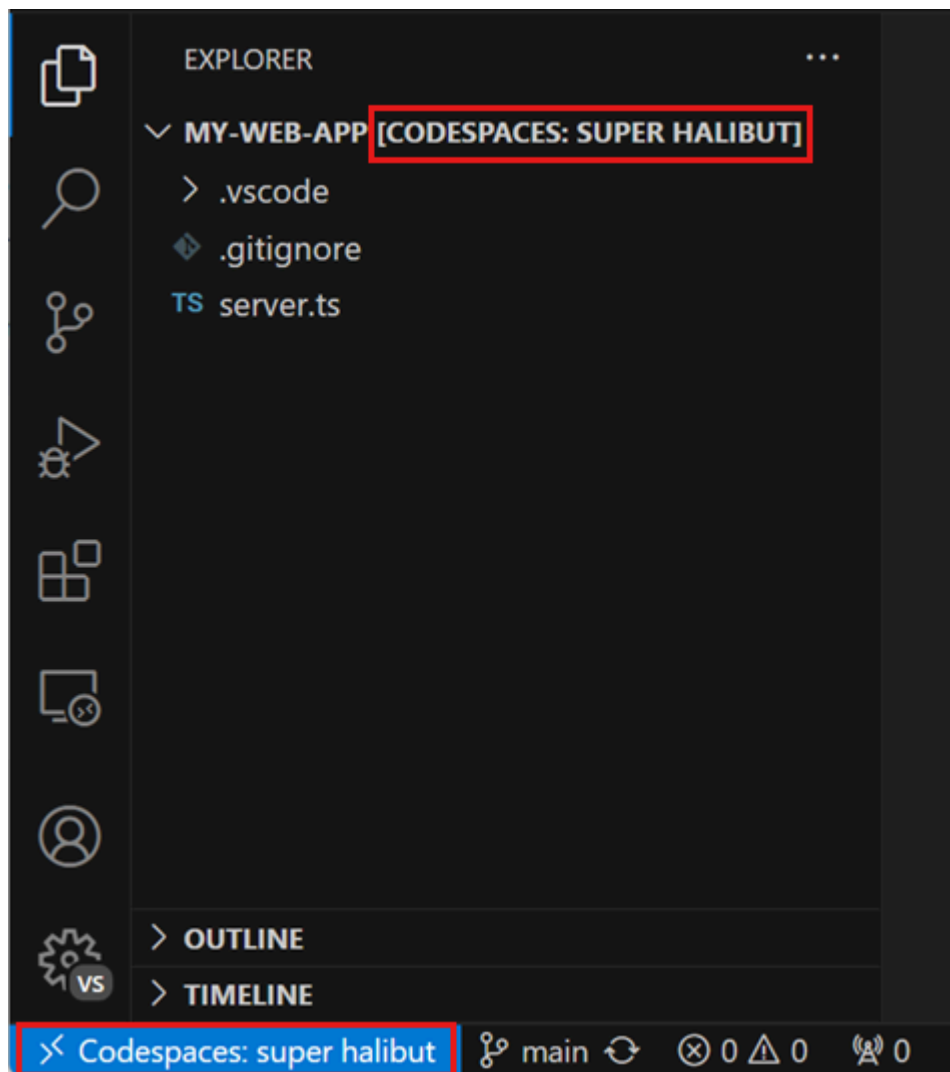 EXPLORER
MY-WEB-APP [CODESPACES: SUPER HALIBUT]
.vscode
.gitignore
TS server.ts
OUTLINE
VS
TIMELINE
Codespaces: super halibut main 0 0 0